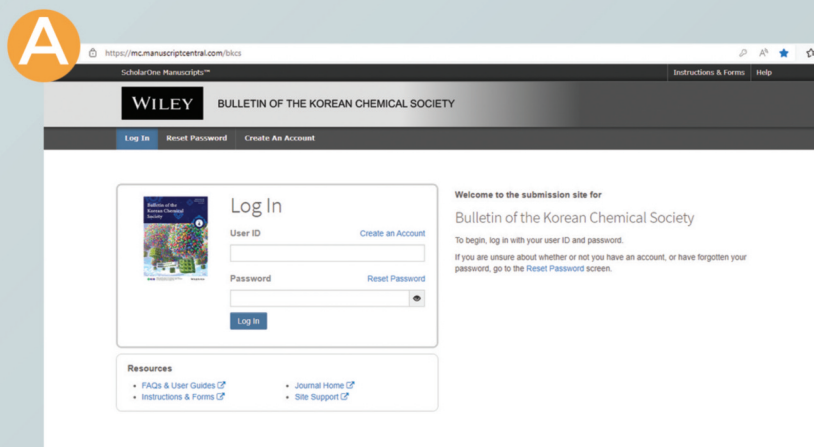 A
https://mc.manuscriptcentral.com/bkcs
ScholarOne Manuscripts™
Instructions & Forms Help
WILEY BULLETIN OF THE KOREAN CHEMICAL SOCIETY
Log In Reset Password Create An Account
Bulletin of the
Korean Chemical
Society
Log In
User ID Create an Account
Password Reset Password
Log In
Welcome to the submission site for
Bulletin of the Korean Chemical Society
To begin, log in with your user ID and password.
If you are unsure about whether or not you have an account, or have forgotten your
password, go to the Reset Password screen.
Resources
• FAQs & User Guides
• Instructions & Forms
• Journal Home
• Site Support